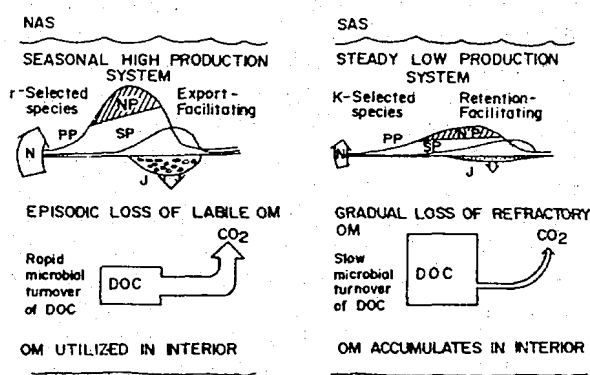 NAS
SEASONAL HIGH PRODUCTION
SYSTEM
r-Selected
species
Export-
Facilitating
NP
PP
SP
N
J
EPISODIC LOSS OF LABILE OM
CO2
Rapid
microbial
turnover
of DOC
DOC
OM UTILIZED IN INTERIOR
SAS
STEADY LOW PRODUCTION
SYSTEM
K-Selected
species
Retention-
Facilitating
PP
NP
SP
N
J
GRADUAL LOSS OF REFRACTORY
OM
CO2
Slow
microbial
turnover
of DOC
DOC
OM ACCUMULATES IN INTERIOR